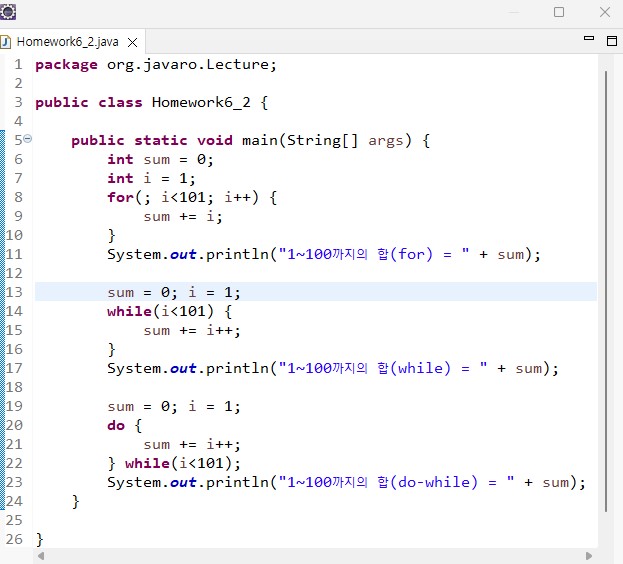 Homework6_2.java
1 package org.javaro.Lecture;
2
3 public class Homework6_2 {
4
5     public static void main(String[] args) {
6         int sum = 0;
7         int i = 1;
8         for(; i<101; i++) {
9             sum += i;
10         }
11         System.out.println("1~100까지의 합(for) = " + sum);
12
13         sum = 0; i = 1;
14         while(i<101) {
15             sum += i++;
16         }
17         System.out.println("1~100까지의 합(while) = " + sum);
18
19         sum = 0; i = 1;
20         do {
21             sum += i++;
22         } while(i<101);
23         System.out.println("1~100까지의 합(do-while) = " + sum);
24     }
25
26 }